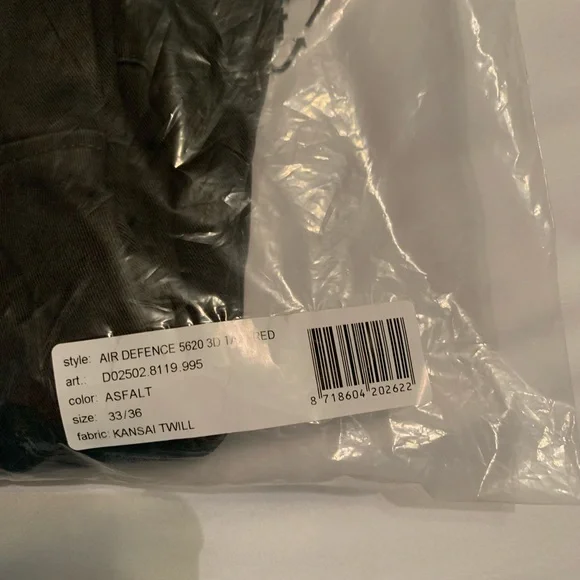 style: AIR DEFENCE 5620 3D TAPERED
art.: D02502.8119.995
color: ASFALT
size: 33/36
fabric: KANSAI TWILL
8 718604 202622